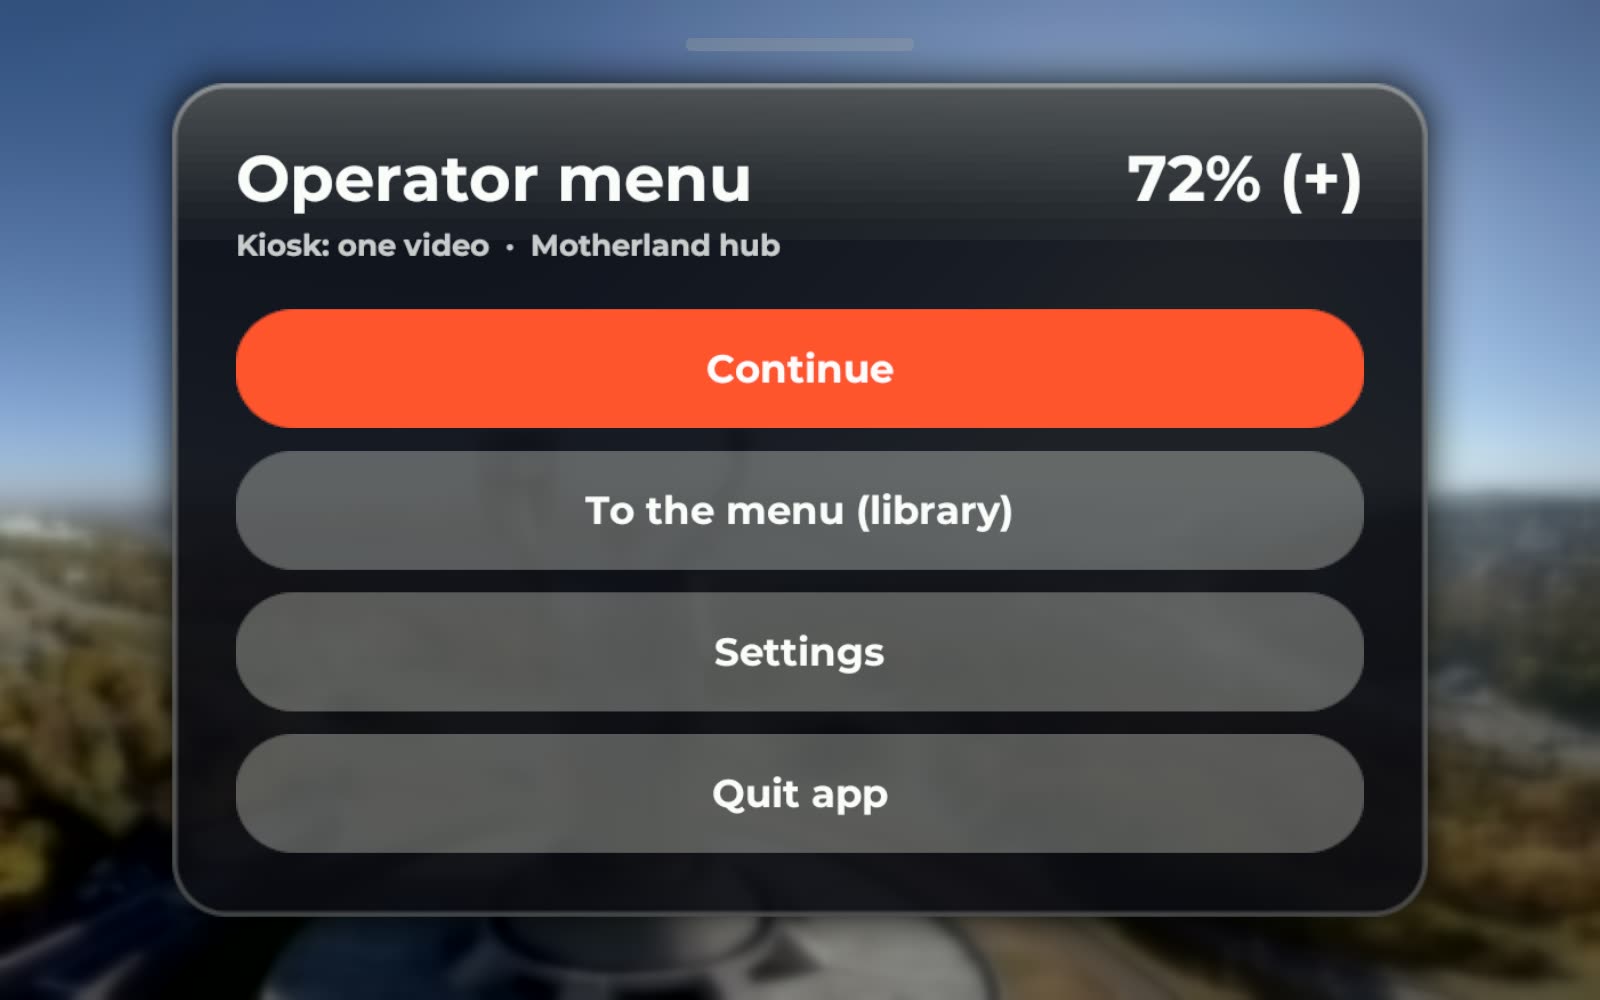 Operator menu
72% (+)
Kiosk: one video · Motherland hub
Continue
To the menu (library)
Settings
Quit app